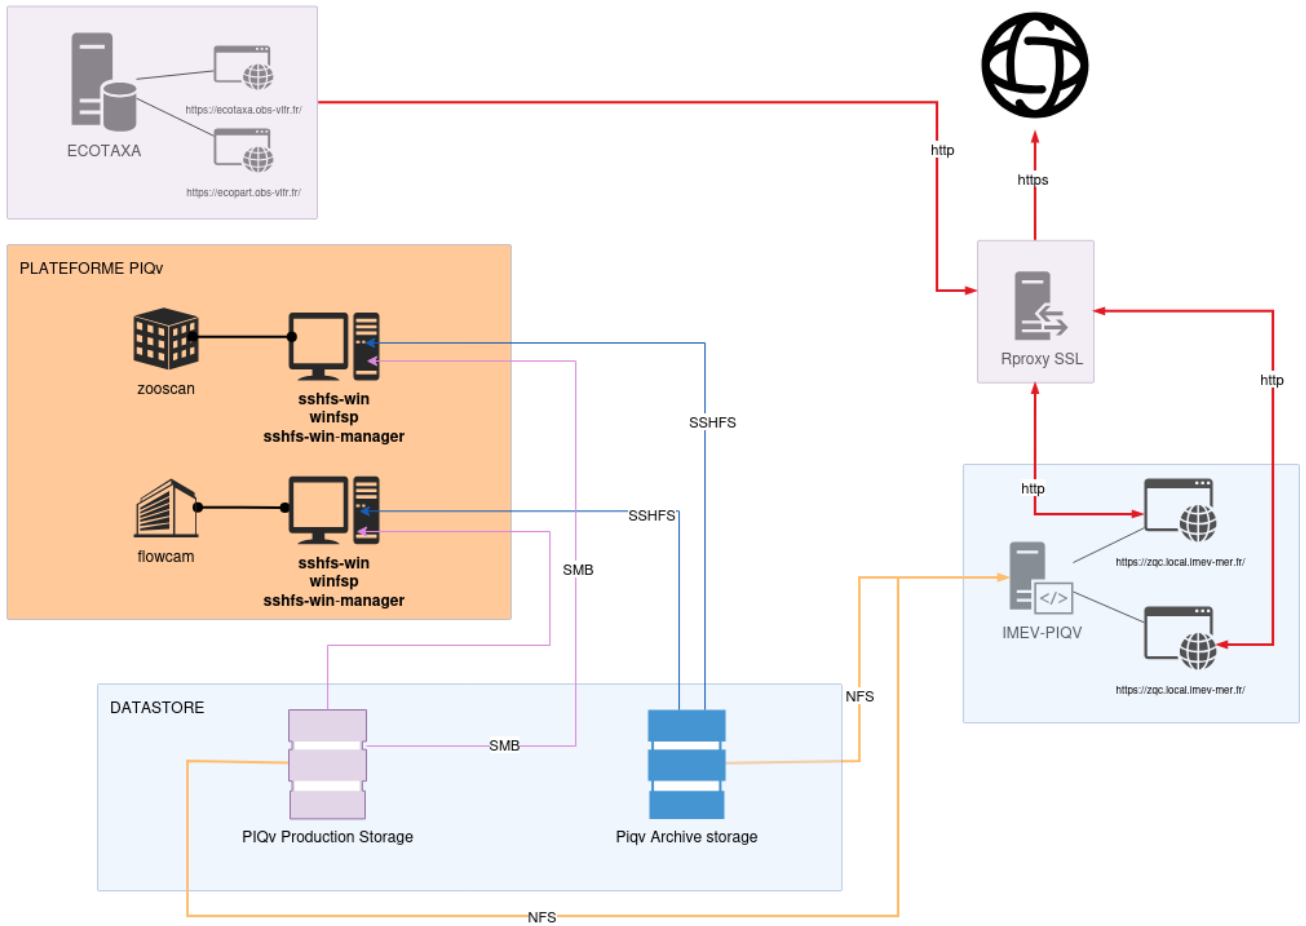 https://ecotaxa.obs-vlfr.fr/
ECOTAXA
https://ecopart.obs-vlfr.fr/
http
https
Rproxy SSL
http
PLATEFORME PIQv
zooscan
sshfs-win
winfsp
sshfs-win-manager
SSHFS
flowcam
sshfs-win
winfsp
sshfs-win-manager
SSHFS
SMB
http
https://zqc.local.imev-mer.fr/
</>
IMEV-PIQV
https://zqc.local.imev-mer.fr/
DATASTORE
NFS
SMB
PIQv Production Storage
Piqv Archive storage
NFS